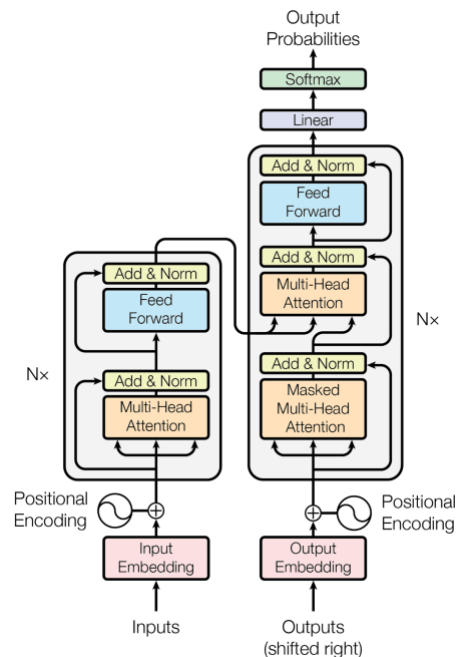 Output
Probabilities
Softmax
Linear
Add & Norm
Feed
Forward
Add & Norm
Multi-Head
Attention
Add & Norm
Masked
Multi-Head
Attention
N×
Add & Norm
Feed
Forward
Add & Norm
Multi-Head
Attention
N×
Positional
Encoding
Input
Embedding
Inputs
Positional
Encoding
Output
Embedding
Outputs
(shifted right)